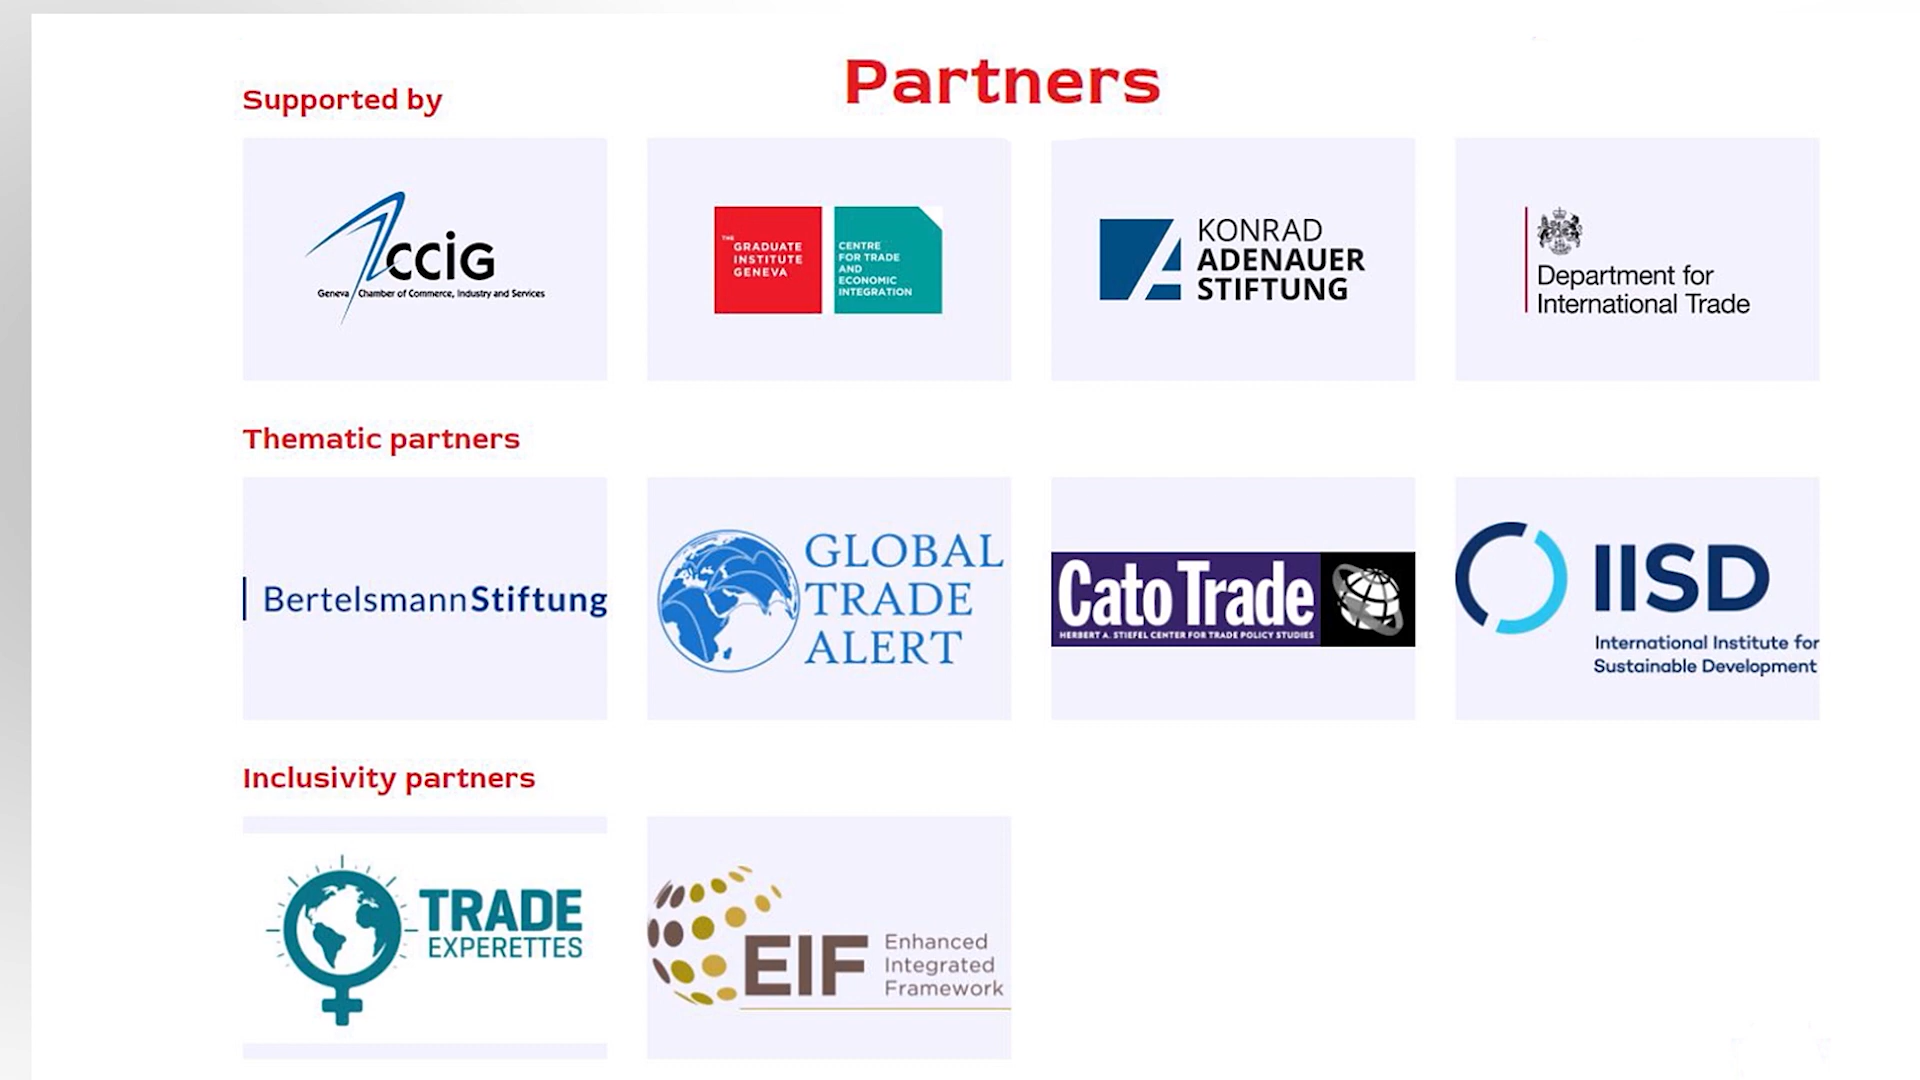 Partners
Supported by
CCIG
Geneva Chamber of Commerce, Industry and Services
THE
GRADUATE
INSTITUTE
GENEVA
CENTRE
FOR TRADE
AND
ECONOMIC
INTEGRATION
KONRAD
ADENAUER
STIFTUNG
Department for
International Trade
Thematic partners
BertelsmannStiftung
GLOBAL
TRADE
ALERT
Cato Trade
HERBERT A. STIEFEL CENTER FOR TRADE POLICY STUDIES
IISD
International Institute for
Sustainable Development
Inclusivity partners
TRADE
EXPERETTES
EIF
Enhanced
Integrated
Framework